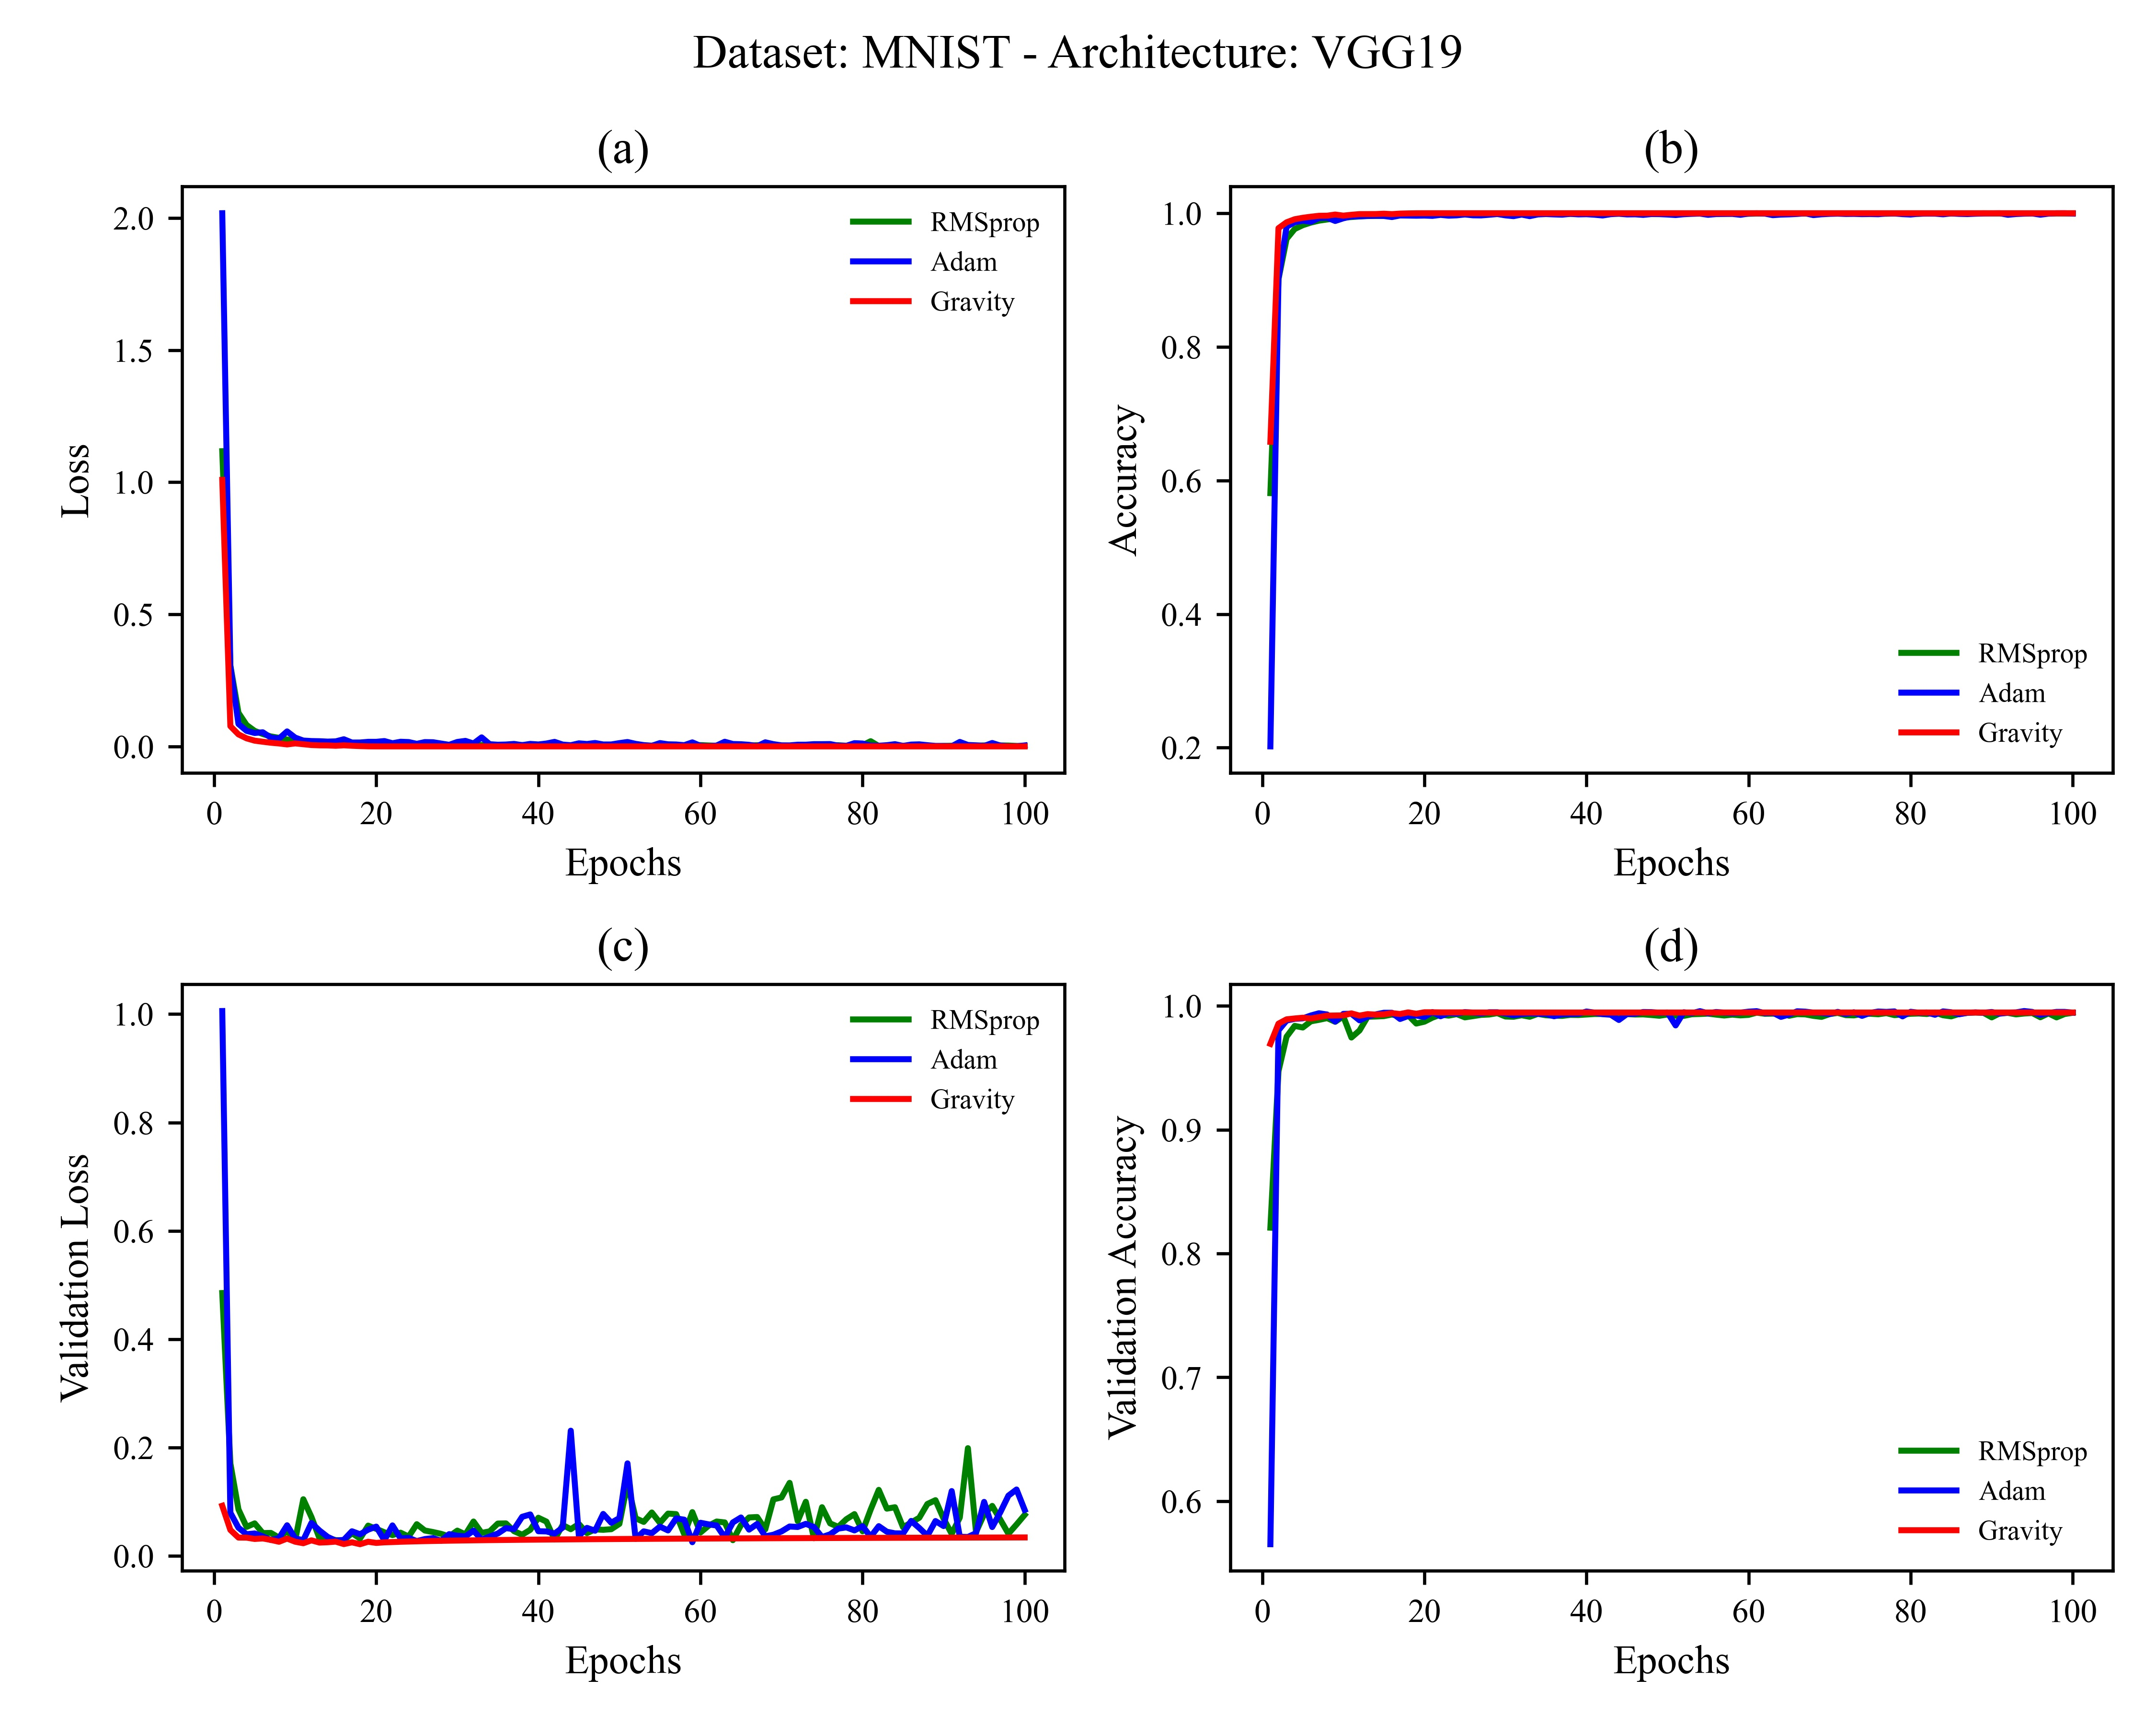 Dataset: MNIST - Architecture: VGG19
(a)
Loss
2.0
1.5
1.0
0.5
0.0
RMSprop
Adam
Gravity
0 20 40 60 80 100
Epochs
(b)
Accuracy
1.0
0.8
0.6
0.4
0.2
RMSprop
Adam
Gravity
0 20 40 60 80 100
Epochs
(c)
Validation Loss
1.0
0.8
0.6
0.4
0.2
0.0
RMSprop
Adam
Gravity
0 20 40 60 80 100
Epochs
(d)
Validation Accuracy
1.0
0.9
0.8
0.7
0.6
RMSprop
Adam
Gravity
0 20 40 60 80 100
Epochs